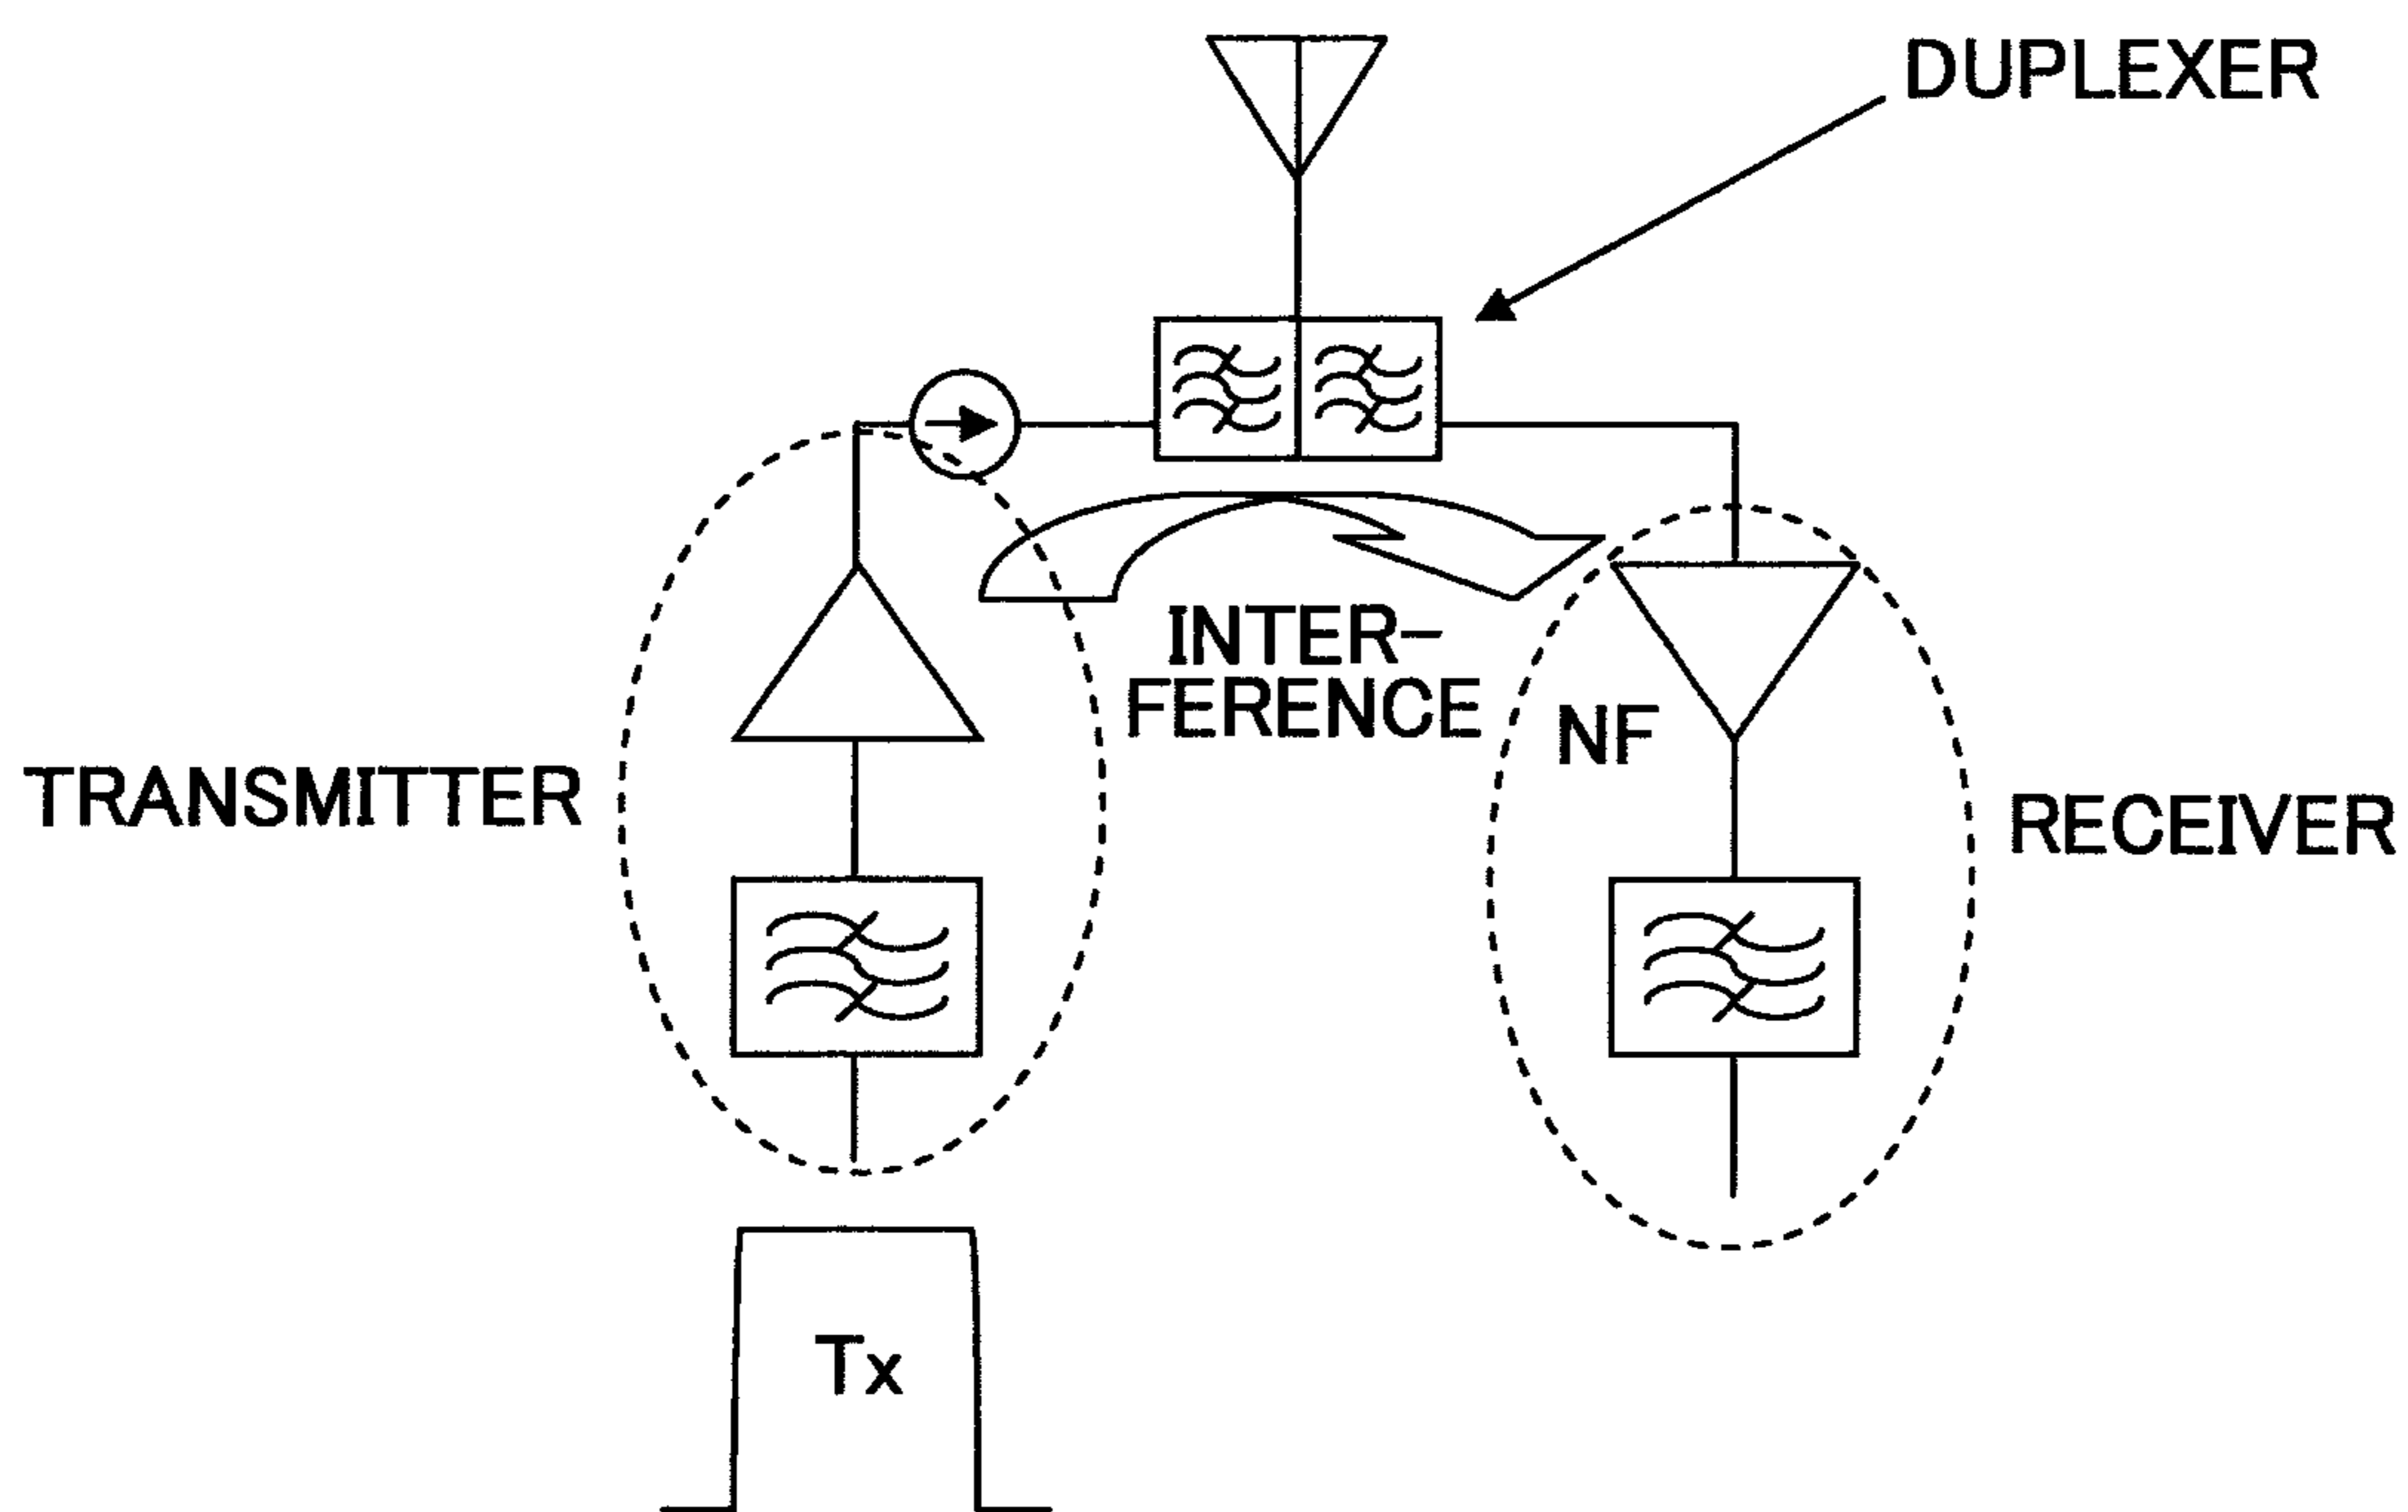 DUPLEXER
INTER-
FERENCE
NF
TRANSMITTER
RECEIVER
Tx